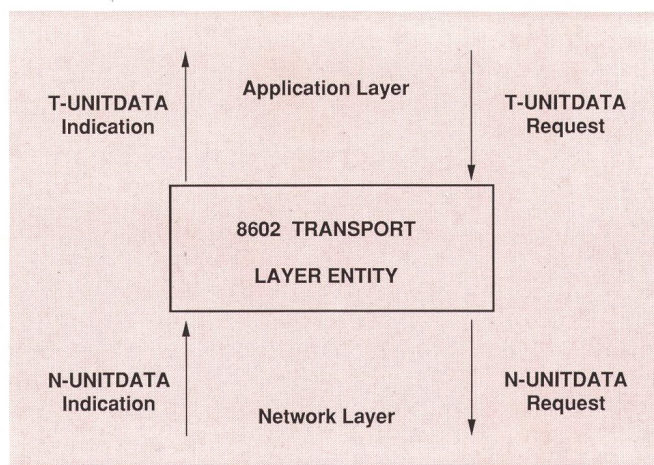 T-UNITDATA
Indication
Application Layer
T-UNITDATA
Request
8602 TRANSPORT
LAYER ENTITY
N-UNITDATA
Indication
Network Layer
N-UNITDATA
Request